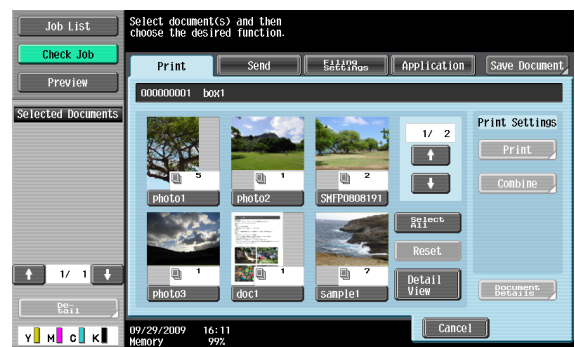 Job List
Check Job
Preview
Selected Documents
1/ 1
De-
tail
Y M C K
Select document(s) and then
choose the desired function.
Print
Send
Filing
Settings
Application
Save Document
000000001 box1
5
photo1
1
photo2
2
SMFP0808191
1
photo3
1
doc1
7
sample1
1/ 2
Select
All
Reset
Detail
View
Print Settings
Print
Combine
Document
Details
09/29/2009 16:11
Memory 99%
Cancel